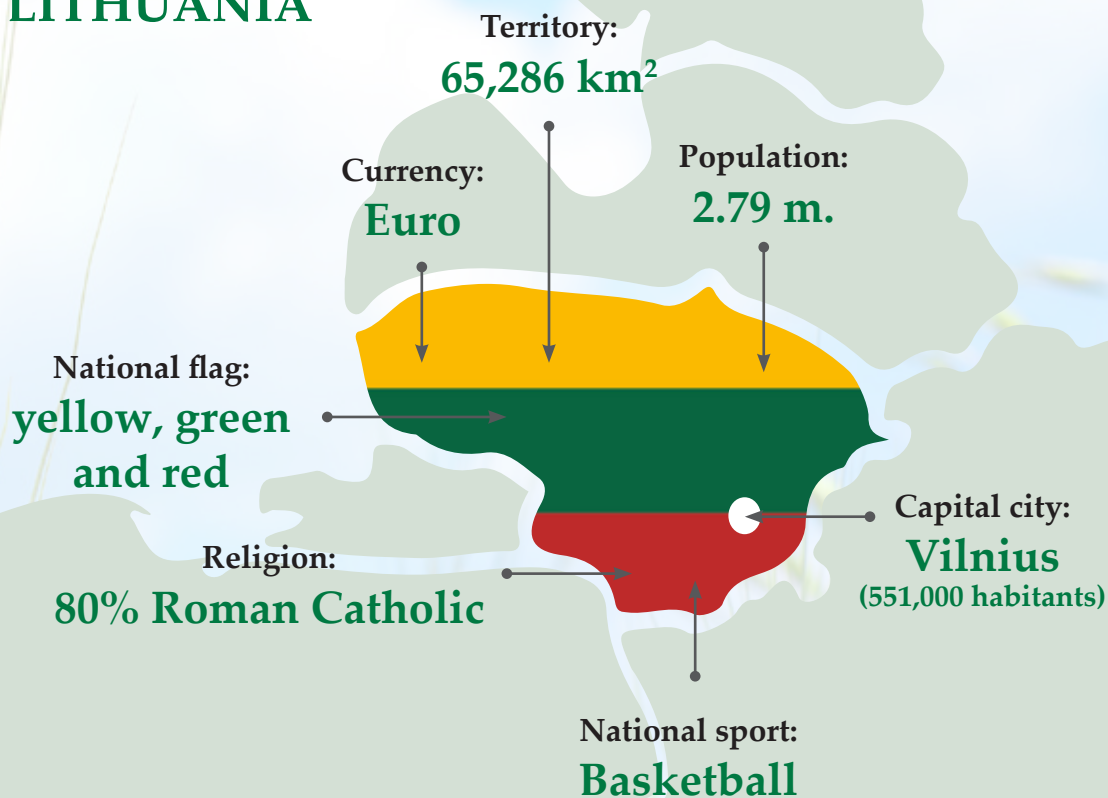 LITHUANIA
Territory:
65,286 km²
Currency:
Euro
Population:
2.79 m.
National flag:
yellow, green
and red
Capital city:
Vilnius
(551,000 habitants)
Religion:
80% Roman Catholic
National sport:
Basketball